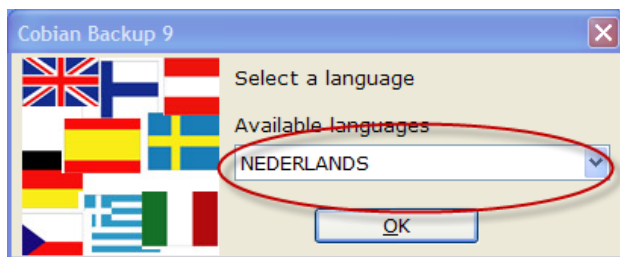 Cobian Backup 9
Select a language
Available languages
NEDERLANDS
OK